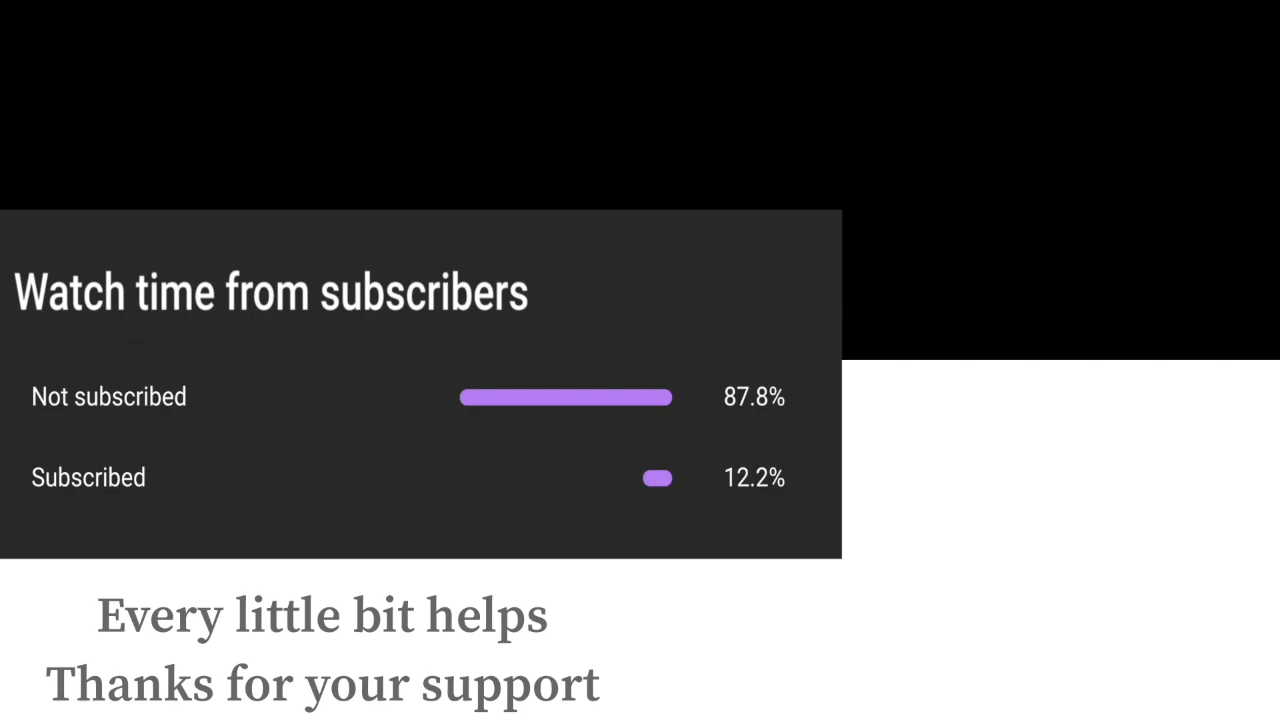 Watch time from subscribers
Not subscribed 87.8%
Subscribed 12.2%
Every little bit helps
Thanks for your support